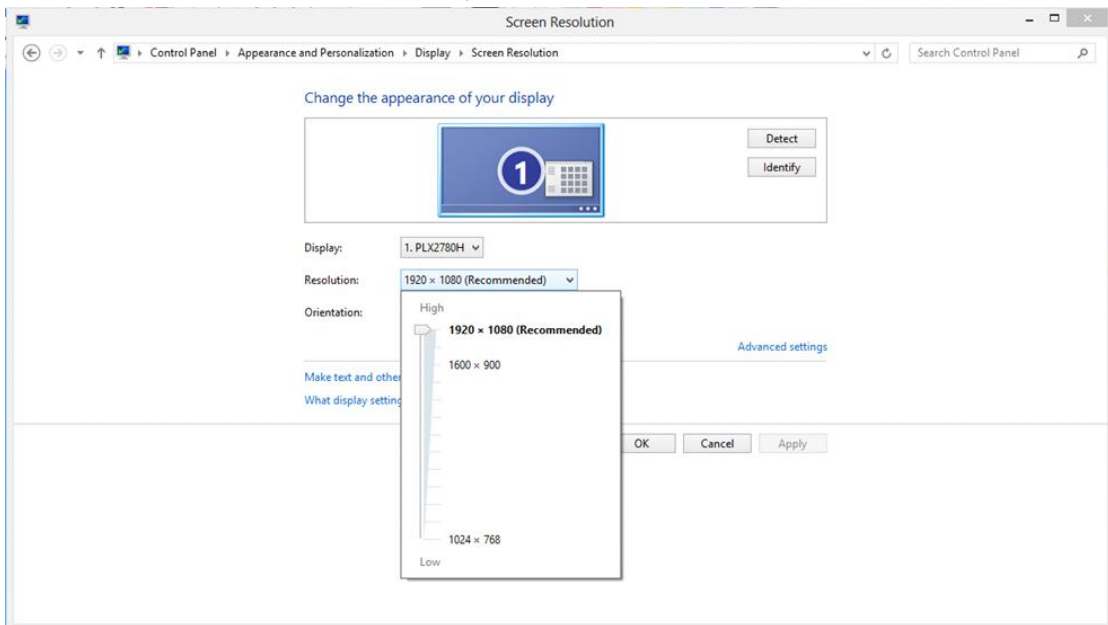 Screen Resolution
Control Panel Appearance and Personalization Display Screen Resolution
Search Control Panel
Change the appearance of your display
1
Detect
Identify
Display: 1. PLX2780H
Resolution: 1920 × 1080 (Recommended)
Orientation:
High
1920 × 1080 (Recommended)
Advanced settings
1600 × 900
Make text and other
What display setting
OK Cancel Apply
1024 × 768
Low